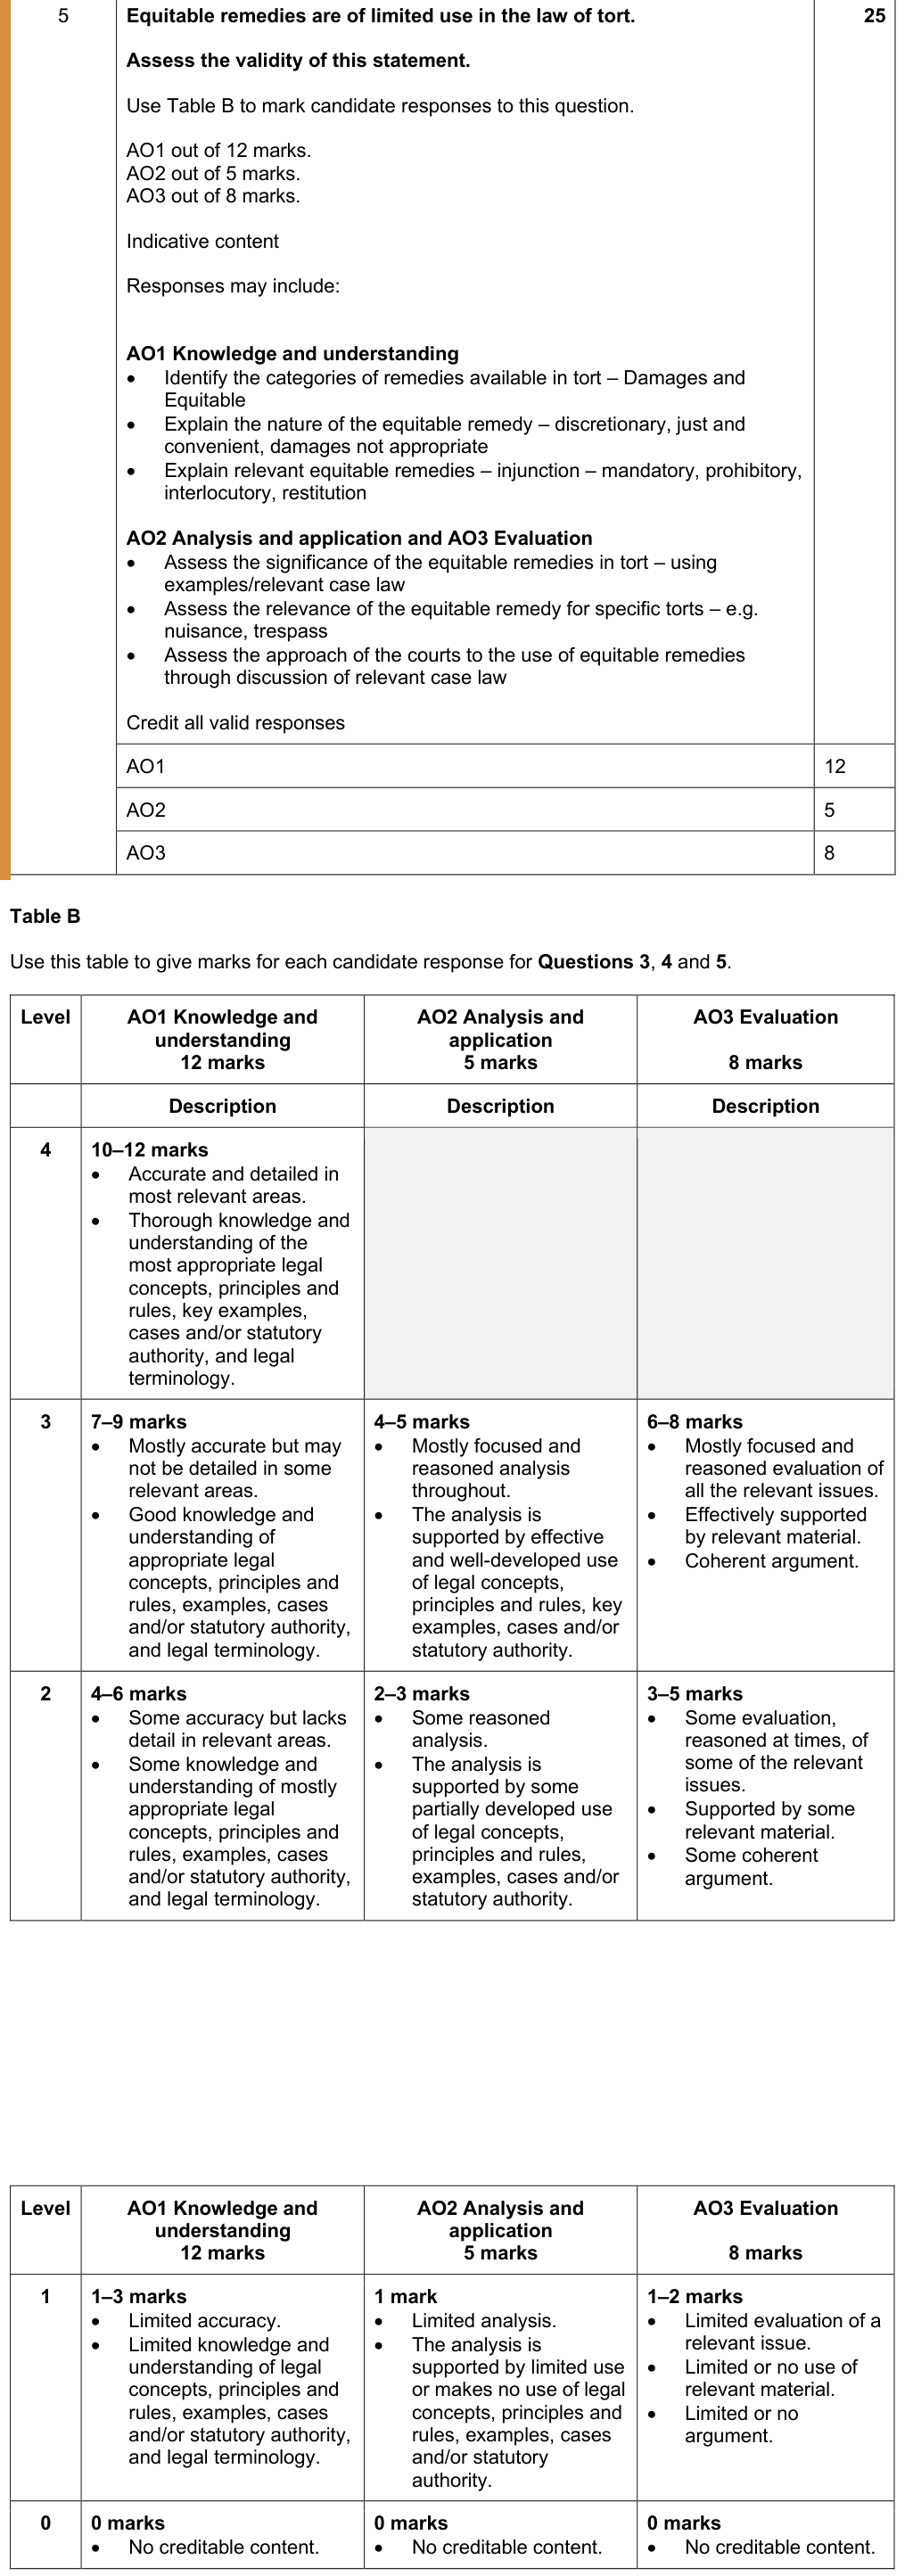 5 Equitable remedies are of limited use in the law of tort. 25
Assess the validity of this statement.
Use Table B to mark candidate responses to this question.
AO1 out of 12 marks.
AO2 out of 5 marks.
AO3 out of 8 marks.
Indicative content
Responses may include:
AO1 Knowledge and understanding
• Identify the categories of remedies available in tort – Damages and
Equitable
• Explain the nature of the equitable remedy – discretionary, just and
convenient, damages not appropriate
• Explain relevant equitable remedies – injunction – mandatory, prohibitory,
interlocutory, restitution
AO2 Analysis and application and AO3 Evaluation
• Assess the significance of the equitable remedies in tort – using
examples/relevant case law
• Assess the relevance of the equitable remedy for specific torts – e.g.
nuisance, trespass
• Assess the approach of the courts to the use of equitable remedies
through discussion of relevant case law
Credit all valid responses
AO1 12
AO2 5
AO3 8
Table B
Use this table to give marks for each candidate response for Questions 3, 4 and 5.
Level
AO1 Knowledge and
understanding
12 marks
AO2 Analysis and
application
5 marks
AO3 Evaluation
8 marks
Description
Description
Description
4
10–12 marks
• Accurate and detailed in
most relevant areas.
• Thorough knowledge and
understanding of the
most appropriate legal
concepts, principles and
rules, key examples,
cases and/or statutory
authority, and legal
terminology.
3
7–9 marks
• Mostly accurate but may
not be detailed in some
relevant areas.
• Good knowledge and
understanding of
appropriate legal
concepts, principles and
rules, examples, cases
and/or statutory authority,
and legal terminology.
4–5 marks
• Mostly focused and
reasoned analysis
throughout.
• The analysis is
supported by effective
and well-developed use
of legal concepts,
principles and rules, key
examples, cases and/or
statutory authority.
6–8 marks
• Mostly focused and
reasoned evaluation of
all the relevant issues.
• Effectively supported
by relevant material.
• Coherent argument.
2
4–6 marks
• Some accuracy but lacks
detail in relevant areas.
• Some knowledge and
understanding of mostly
appropriate legal
concepts, principles and
rules, examples, cases
and/or statutory authority,
and legal terminology.
2–3 marks
• Some reasoned
analysis.
• The analysis is
supported by some
partially developed use
of legal concepts,
principles and rules,
examples, cases and/or
statutory authority.
3–5 marks
• Some evaluation,
reasoned at times, of
some of the relevant
issues.
• Supported by some
relevant material.
• Some coherent
argument.
Level
AO1 Knowledge and
understanding
12 marks
AO2 Analysis and
application
5 marks
AO3 Evaluation
8 marks
1
1–3 marks
• Limited accuracy.
• Limited knowledge and
understanding of legal
concepts, principles and
rules, examples, cases
and/or statutory authority,
and legal terminology.
1 mark
• Limited analysis.
• The analysis is
supported by limited use
or makes no use of legal
concepts, principles and
rules, examples, cases
and/or statutory
authority.
1–2 marks
• Limited evaluation of a
relevant issue.
• Limited or no use of
relevant material.
• Limited or no
argument.
0
0 marks
• No creditable content.
0 marks
• No creditable content.
0 marks
• No creditable content.